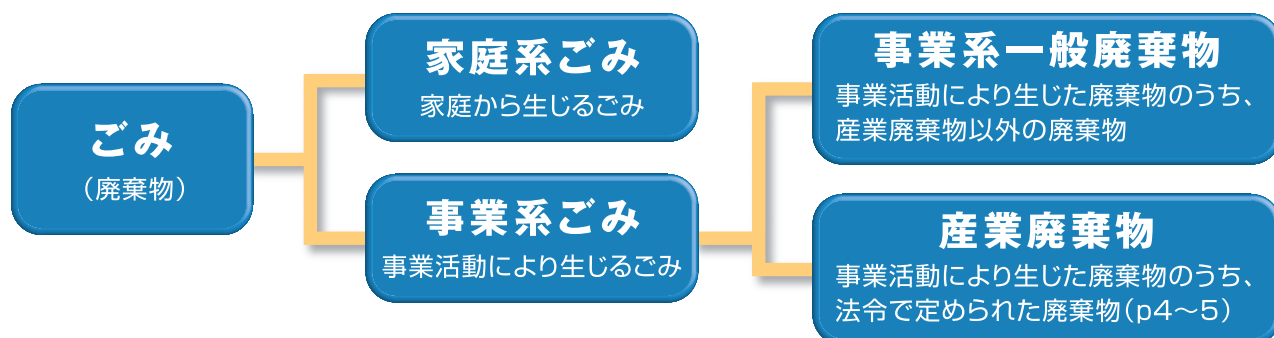 ごみ
（廃棄物）
家庭系ごみ
家庭から生じるごみ
事業系ごみ
事業活動により生じるごみ
事業系一般廃棄物
事業活動により生じた廃棄物のうち、
産業廃棄物以外の廃棄物
産業廃棄物
事業活動により生じた廃棄物のうち、
法令で定められた廃棄物（p4～5）